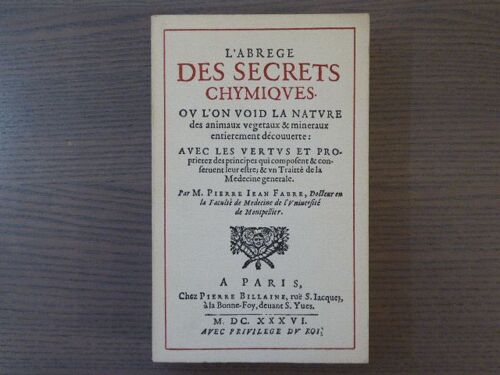 L'ABREGE
DES SECRETS
CHYMIQVES.
OV L'ON VOID LA NATVRE
des animaux vegetaux & mineraux
entierement découuerte:
AVEC LES VERTVS ET PRO-
prietez des principes qui composent & con-
seruent leur estre; & vn Traitté de la
Medecine generale.
Par M. PIERRE IEAN FABRE, Docteur en
la Faculté de Medecine de l'Vniuersité
de Montpellier.
A PARIS,
Chez PIERRE BILLAINE, ruë S. Iacques,
à la Bonne-Foy, deuant S. Yues.
M. DC. XXXVI.
AVEC PRIVILEGE DV ROI.